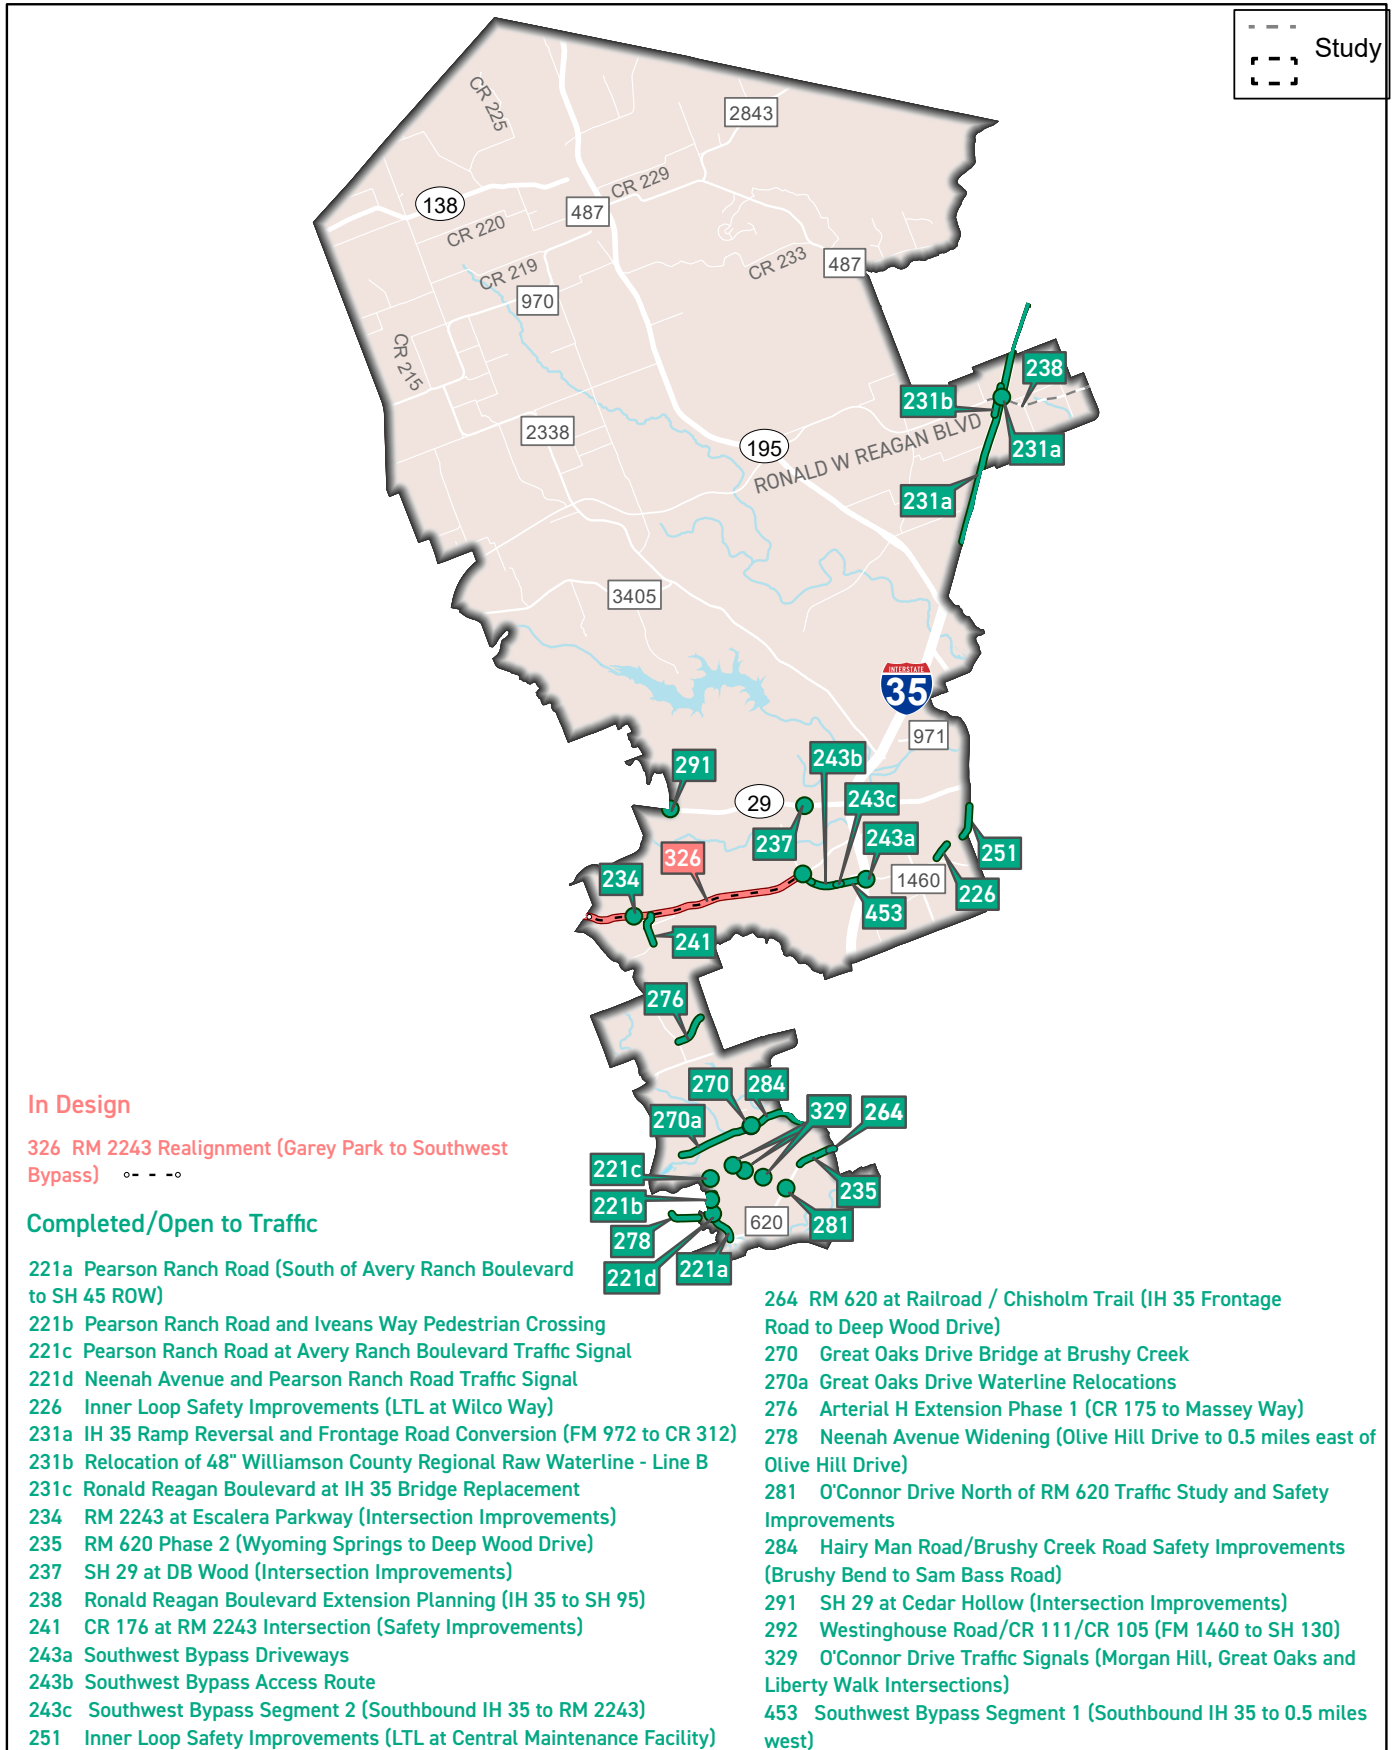 Study
CR 225
2843
138
CR 229
487
CR 220
CR 219
CR 233
487
970
CR 215
238
231b
2338
195
RONALD W REAGAN BLVD
231a
231a
3405
INTERSTATE
35
971
291
243b
29
243c
237
243a
326
251
234
1460
226
453
241
276
270
284
329
264
270a
221c
235
221b
620
281
278
221d
221a
In Design
326 RM 2243 Realignment (Garey Park to Southwest
Bypass)
Completed/Open to Traffic
221a Pearson Ranch Road (South of Avery Ranch Boulevard
to SH 45 ROW)
221b Pearson Ranch Road and Iveans Way Pedestrian Crossing
221c Pearson Ranch Road at Avery Ranch Boulevard Traffic Signal
221d Neenah Avenue and Pearson Ranch Road Traffic Signal
226 Inner Loop Safety Improvements (LTL at Wilco Way)
231a IH 35 Ramp Reversal and Frontage Road Conversion (FM 972 to CR 312)
231b Relocation of 48" Williamson County Regional Raw Waterline - Line B
231c Ronald Reagan Boulevard at IH 35 Bridge Replacement
234 RM 2243 at Escalera Parkway (Intersection Improvements)
235 RM 620 Phase 2 (Wyoming Springs to Deep Wood Drive)
237 SH 29 at DB Wood (Intersection Improvements)
238 Ronald Reagan Boulevard Extension Planning (IH 35 to SH 95)
241 CR 176 at RM 2243 Intersection (Safety Improvements)
243a Southwest Bypass Driveways
243b Southwest Bypass Access Route
243c Southwest Bypass Segment 2 (Southbound IH 35 to RM 2243)
251 Inner Loop Safety Improvements (LTL at Central Maintenance Facility)
264 RM 620 at Railroad / Chisholm Trail (IH 35 Frontage
Road to Deep Wood Drive)
270 Great Oaks Drive Bridge at Brushy Creek
270a Great Oaks Drive Waterline Relocations
276 Arterial H Extension Phase 1 (CR 175 to Massey Way)
278 Neenah Avenue Widening (Olive Hill Drive to 0.5 miles east of
Olive Hill Drive)
281 O'Connor Drive North of RM 620 Traffic Study and Safety
Improvements
284 Hairy Man Road/Brushy Creek Road Safety Improvements
(Brushy Bend to Sam Bass Road)
291 SH 29 at Cedar Hollow (Intersection Improvements)
292 Westinghouse Road/CR 111/CR 105 (FM 1460 to SH 130)
329 O'Connor Drive Traffic Signals (Morgan Hill, Great Oaks and
Liberty Walk Intersections)
453 Southwest Bypass Segment 1 (Southbound IH 35 to 0.5 miles
west)